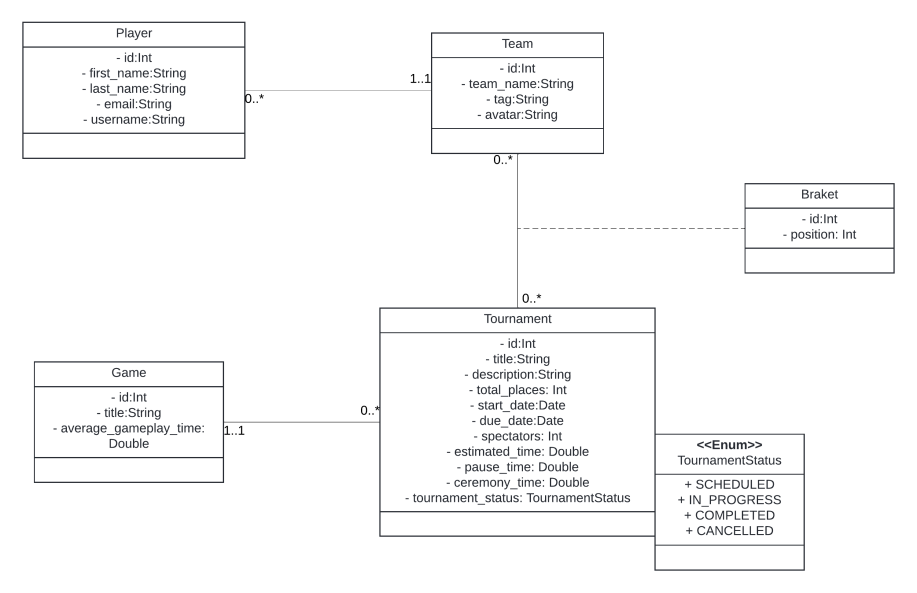 Player
- id:Int
- first_name:String
- last_name:String
- email:String
- username:String
0..*
1..1
Team
- id:Int
- team_name:String
- tag:String
- avatar:String
0..*
Braket
- id:Int
- position: Int
0..*
Tournament
- id:Int
- title:String
- description:String
- total_places: Int
- start_date:Date
- due_date:Date
- spectators: Int
- estimated_time: Double
- pause_time: Double
- ceremony_time: Double
- tournament_status: TournamentStatus
Game
- id:Int
- title:String
- average_gameplay_time:
Double
1..1
0..*
<<Enum>>
TournamentStatus
+ SCHEDULED
+ IN_PROGRESS
+ COMPLETED
+ CANCELLED